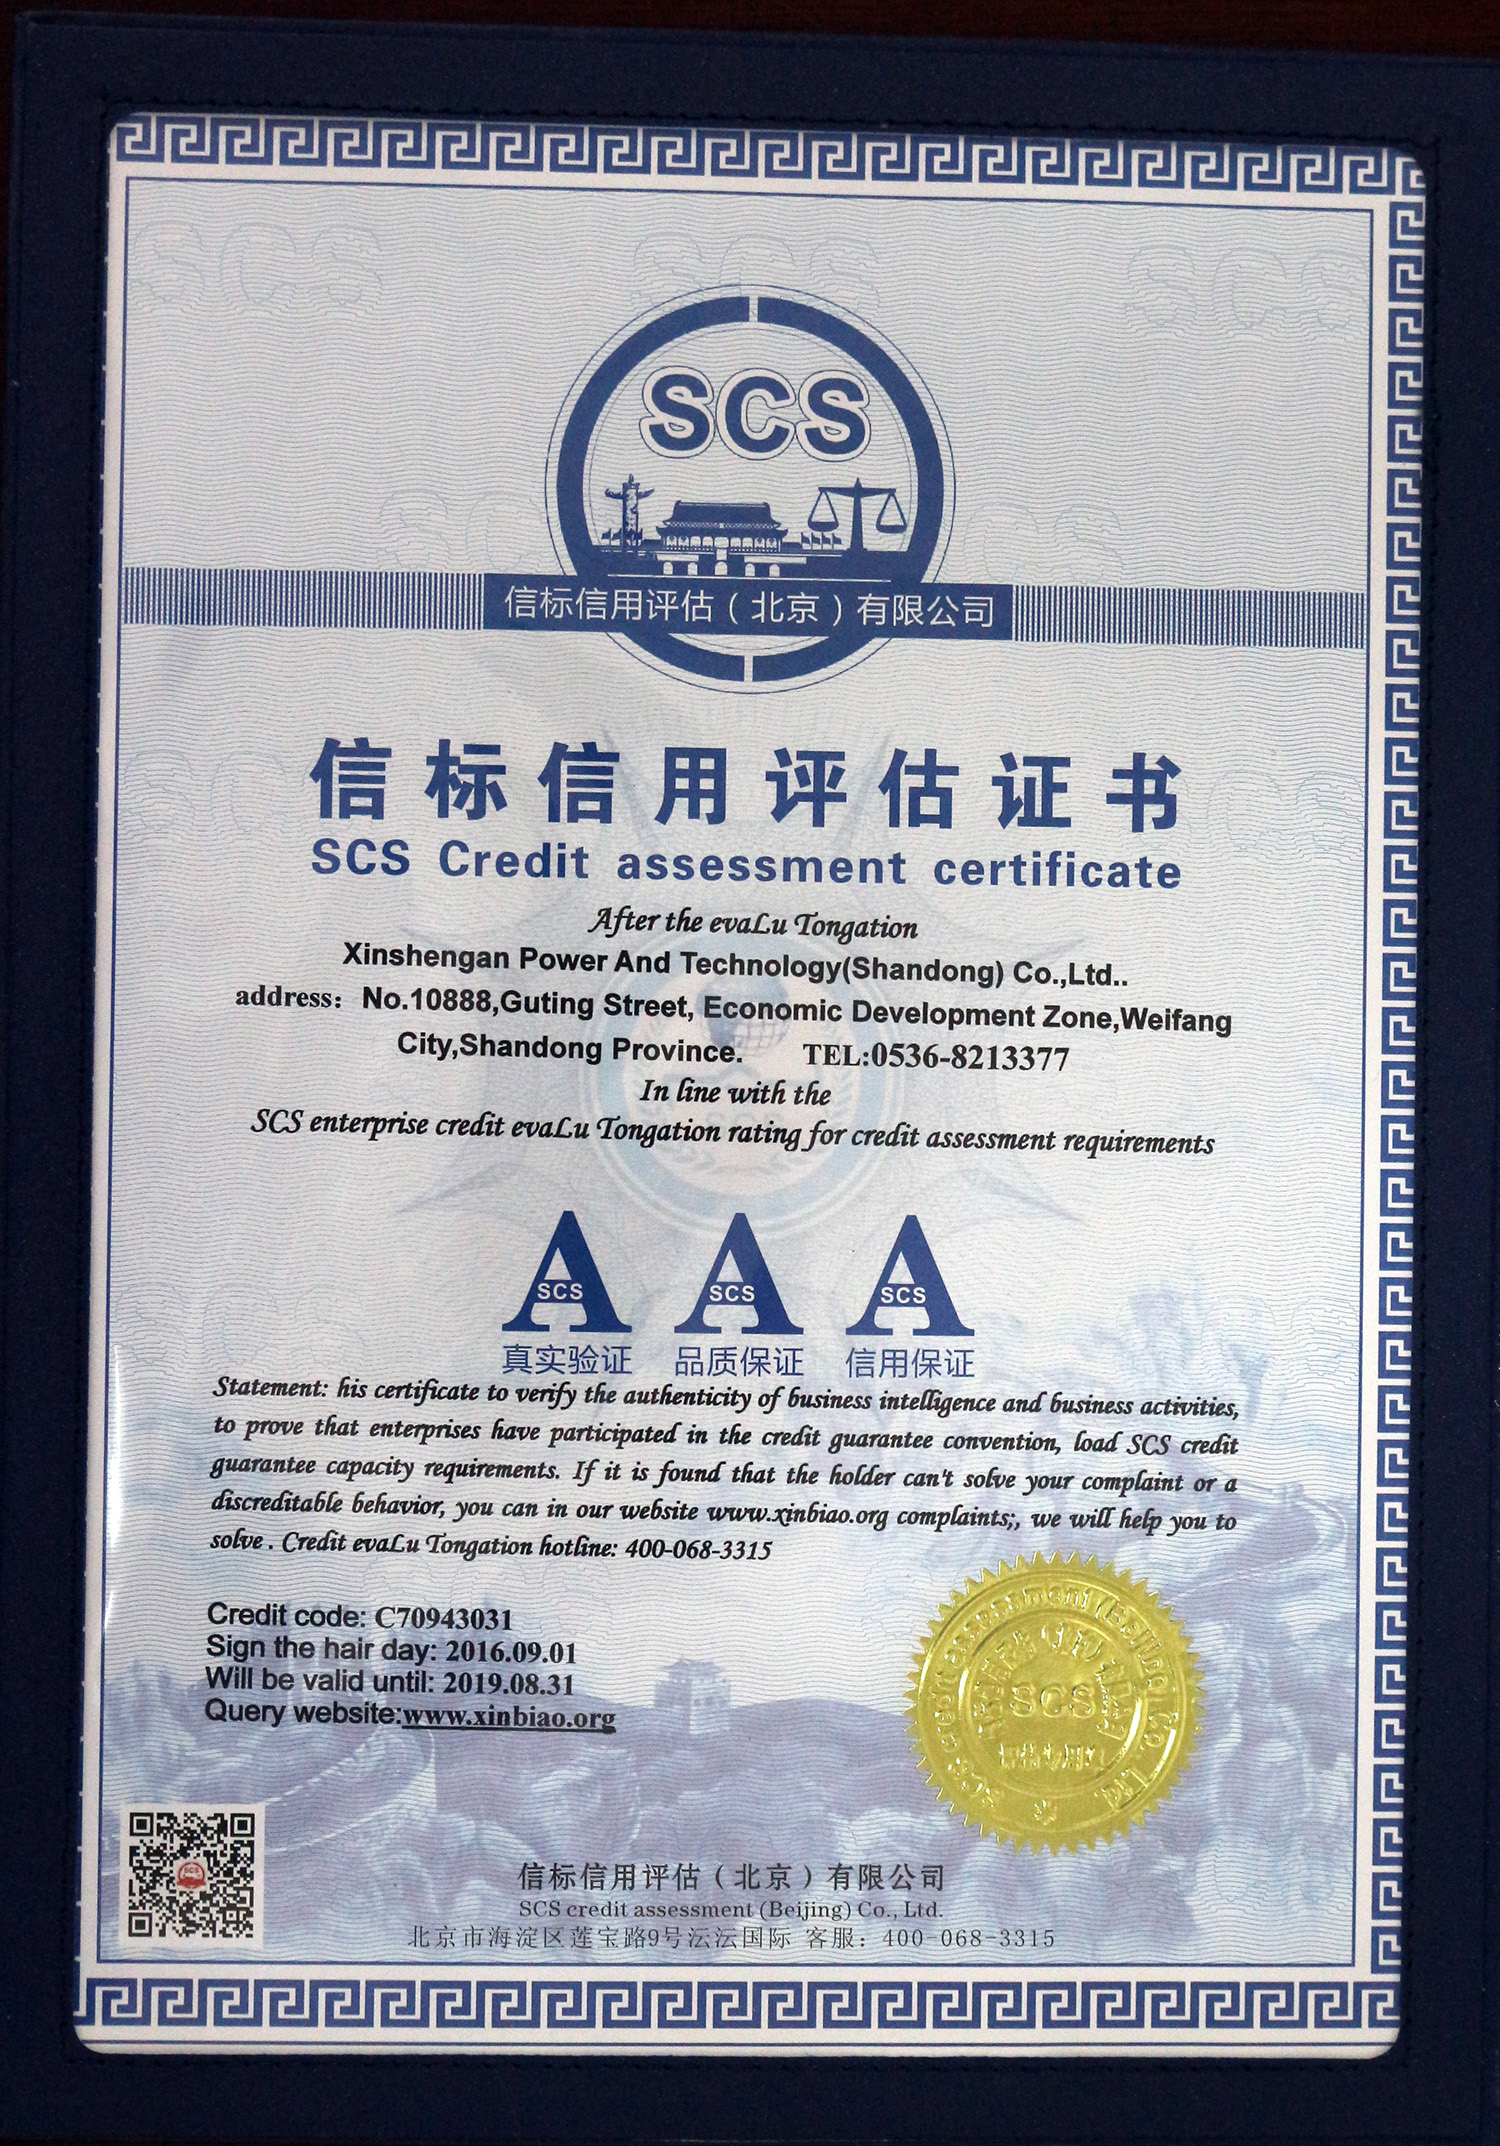 SCS
信标信用评估（北京）有限公司
信标信用评估证书
SCS Credit assessment certificate
After the evaLu Tongation
Xinshengan Power And Technology(Shandong) Co.,Ltd..
address: No.10888,Guting Street, Economic Development Zone,Weifang
City,Shandong Province. TEL:0536-8213377
In line with the
SCS enterprise credit evaLu Tongation rating for credit assessment requirements
A A A
SCS SCS SCS
真实验证 品质保证 信用保证
Statement: his certificate to verify the authenticity of business intelligence and business activities,
to prove that enterprises have participated in the credit guarantee convention, load SCS credit
guarantee capacity requirements. If it is found that the holder can't solve your complaint or a
discreditable behavior, you can in our website www.xinbiao.org complaints;, we will help you to
solve . Credit evaLu Tongation hotline: 400-068-3315
Credit code: C70943031
Sign the hair day: 2016.09.01
Will be valid until: 2019.08.31
Query website:www.xinbiao.org
SCS credit assessment (Beijing) Co., Ltd.
SCS
信标信用评估（北京）有限公司
SCS credit assessment (Beijing) Co., Ltd.
北京市海淀区莲宝路9号沄沄国际 客服：400-068-3315